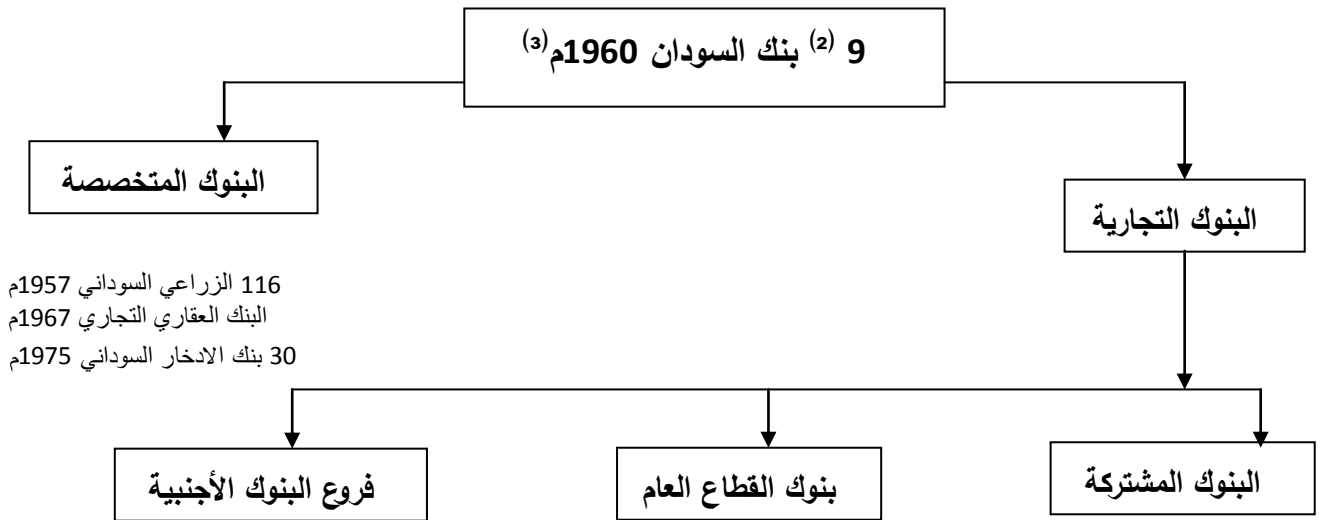 9 (2) بنك السودان 1960م(3)
البنوك المتخصصة
البنوك التجارية
116 الزراعي السوداني 1957م
البنك العقاري التجاري 1967م
30 بنك الادخار السوداني 1975م
البنوك المشتركة
بنوك القطاع العام
فروع البنوك الأجنبية